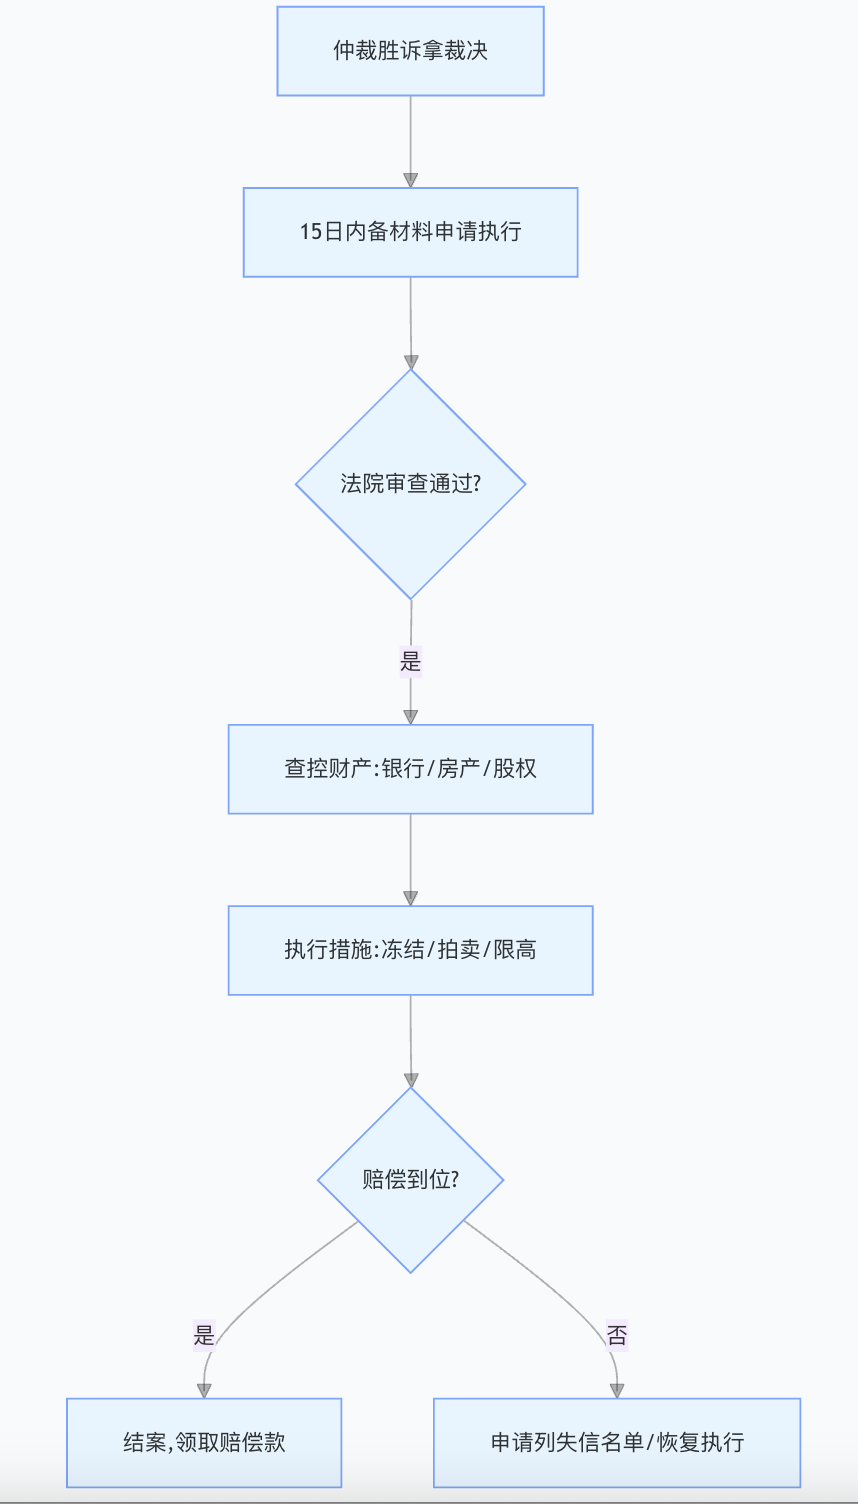 仲裁胜诉拿裁决
15日内备材料申请执行
法院审查通过?
是
查控财产:银行/房产/股权
执行措施:冻结/拍卖/限高
赔偿到位?
是
否
结案,领取赔偿款
申请列失信名单/恢复执行